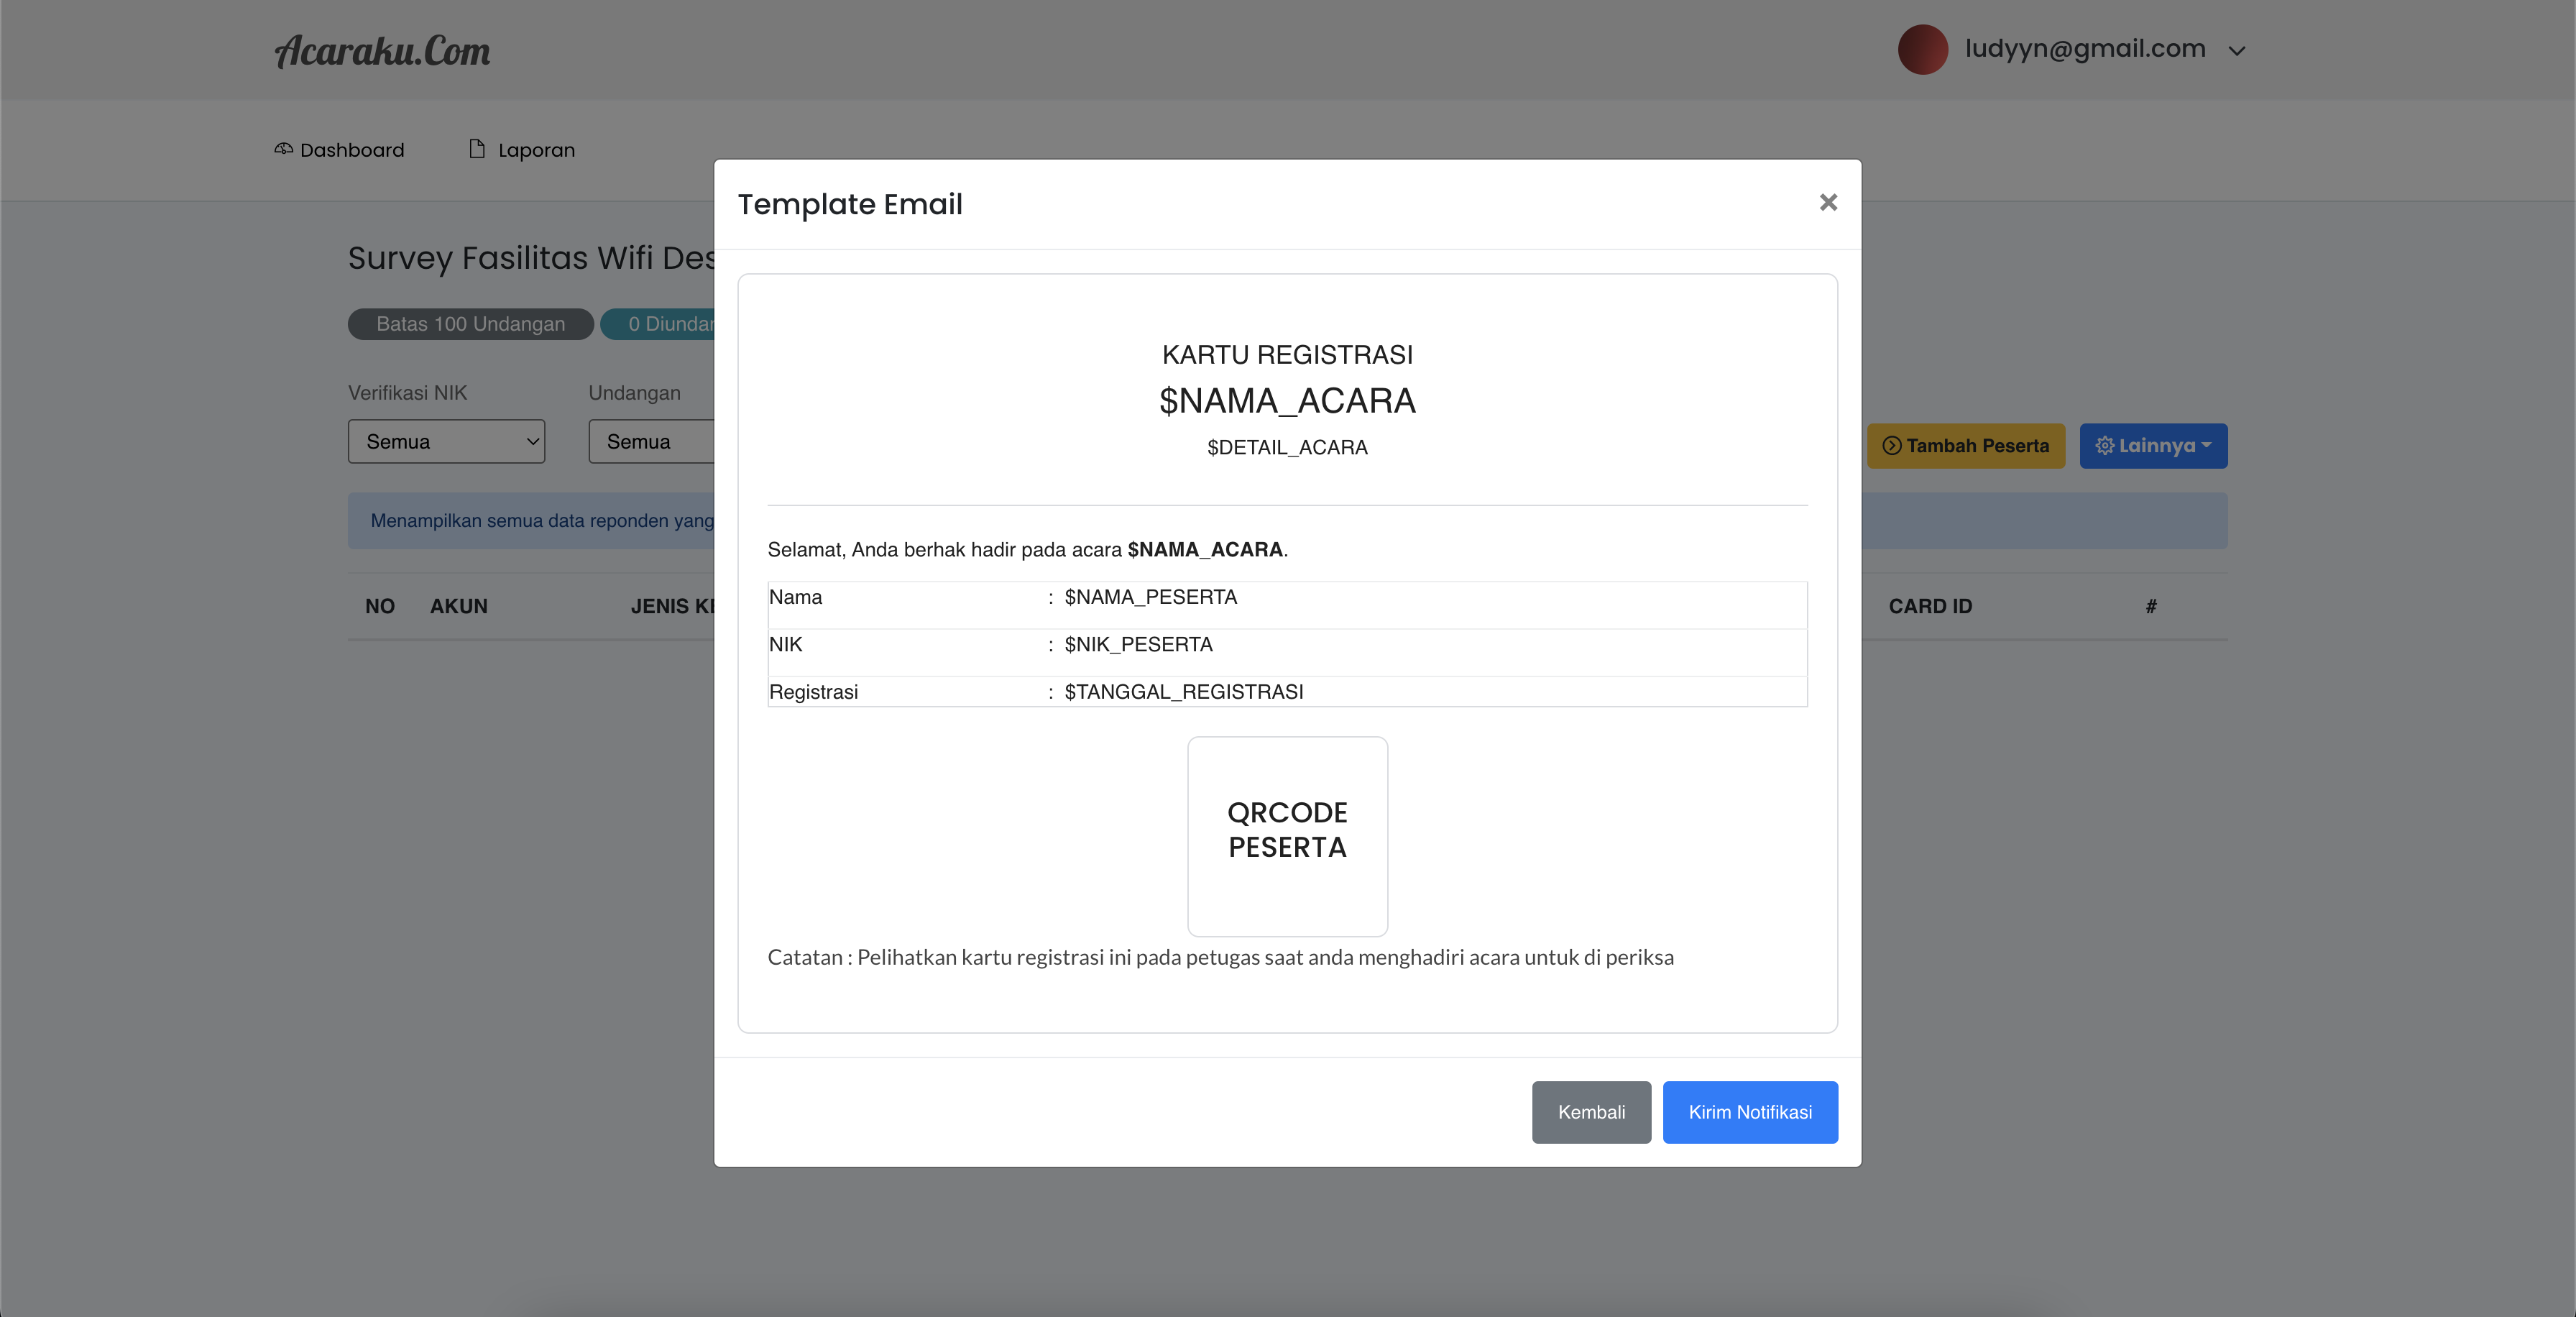 Acaraku.Com
ludyyn@gmail.com
Dashboard
Laporan
Template Email
Survey Fasilitas Wifi Des
Batas 100 Undangan
0 Diundan
Verifikasi NIK
Undangan
Semua
Semua
Tambah Peserta
Lainnya
Menampilkan semua data reponden yang
NO AKUN JENIS KE CARD ID #
KARTU REGISTRASI
$NAMA_ACARA
$DETAIL_ACARA
Selamat, Anda berhak hadir pada acara $NAMA_ACARA.
Nama : $NAMA_PESERTA
NIK : $NIK_PESERTA
Registrasi : $TANGGAL_REGISTRASI
QRCODE
PESERTA
Catatan : Pelihatkan kartu registrasi ini pada petugas saat anda menghadiri acara untuk di periksa
Kembali
Kirim Notifikasi